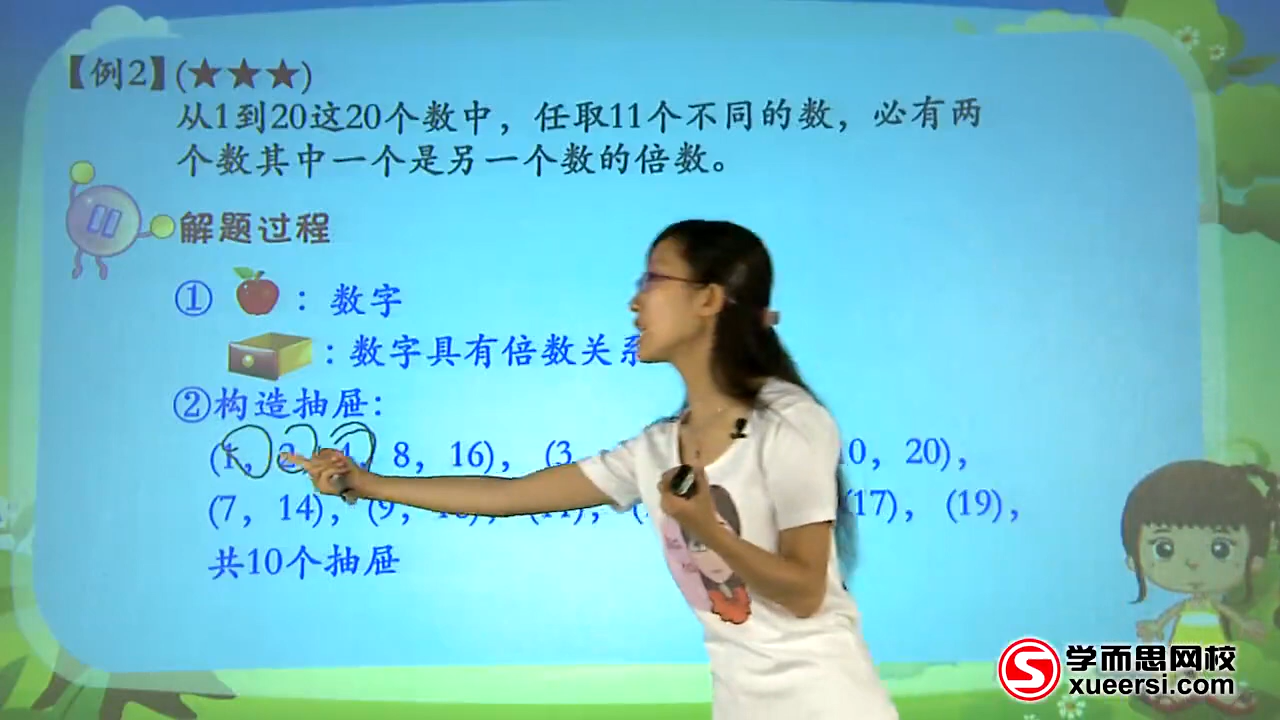 【例2】(★★★)
从1到20这20个数中，任取11个不同的数，必有两
个数其中一个是另一个数的倍数。
解题过程
① ：数字
：数字具有倍数关系
②构造抽屉：
(1，2，4，8，16)，(3，10，20)，
(7，14)，(9，18)，(11)，(17)，(19)，
共10个抽屉
学而思网校
xueersi.com